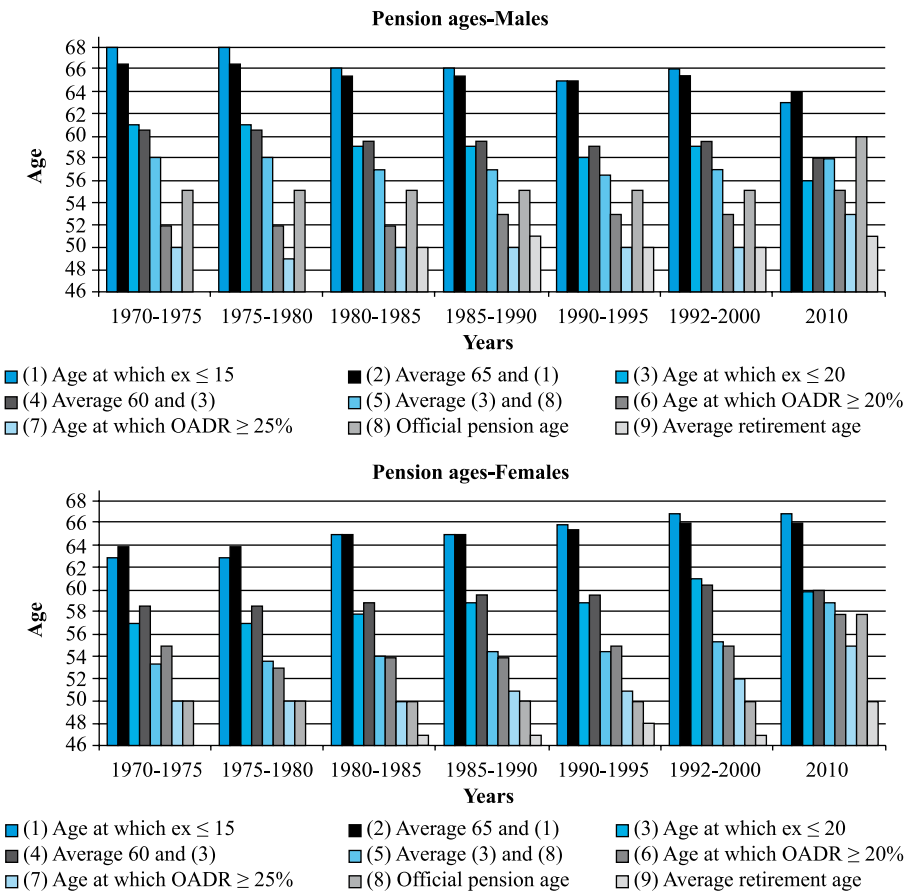 Pension ages-Males
68
66
64
62
60
58
56
54
52
50
48
46
Age
1970-1975 1975-1980 1980-1985 1985-1990 1990-1995 1992-2000 2010
Years
(1) Age at which ex ≤ 15 (2) Average 65 and (1) (3) Age at which ex ≤ 20
(4) Average 60 and (3) (5) Average (3) and (8) (6) Age at which OADR ≥ 20%
(7) Age at which OADR ≥ 25% (8) Official pension age (9) Average retirement age
Pension ages-Females
68
66
64
62
60
58
56
54
52
50
48
46
Age
1970-1975 1975-1980 1980-1985 1985-1990 1990-1995 1992-2000 2010
Years
(1) Age at which ex ≤ 15 (2) Average 65 and (1) (3) Age at which ex ≤ 20
(4) Average 60 and (3) (5) Average (3) and (8) (6) Age at which OADR ≥ 20%
(7) Age at which OADR ≥ 25% (8) Official pension age (9) Average retirement age